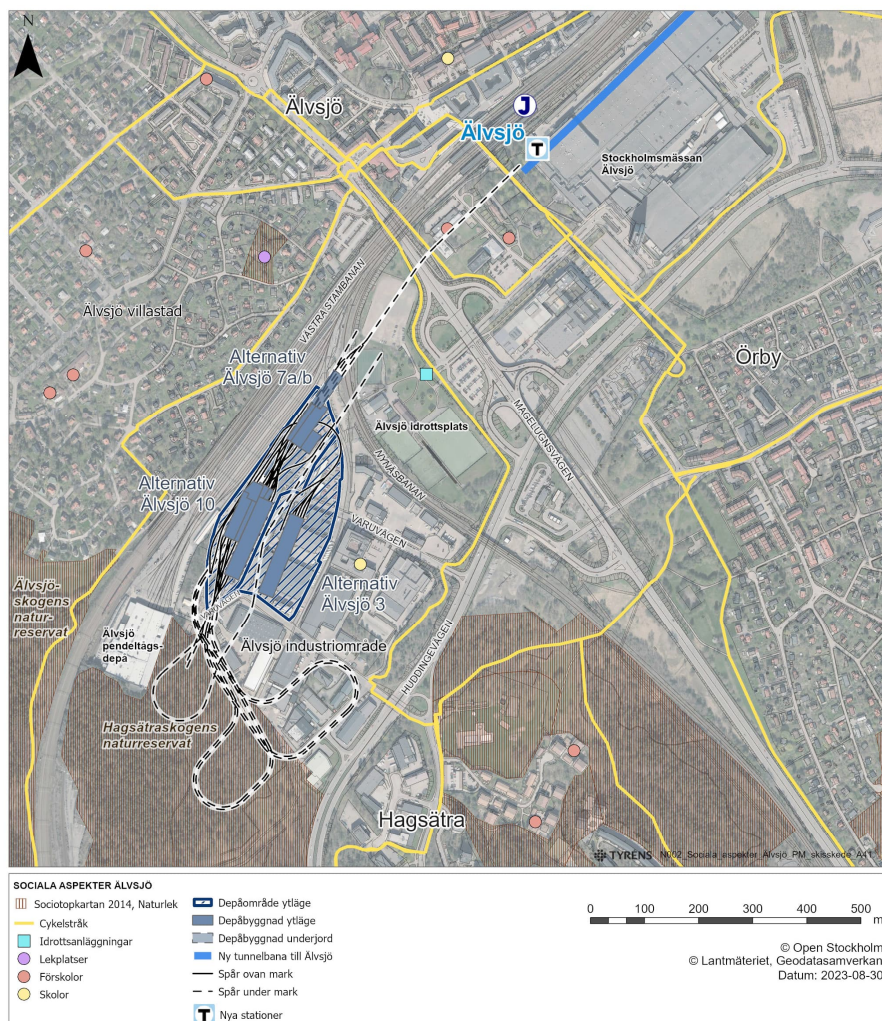 N
Älvsjö
J
Älvsjö
T
Stockholmsmässan
Älvsjö
Älvsjö villastad
VÄSTRA STAMBANAN
Alternativ
Älvsjö 7a/b
Örby
Älvsjö idrottsplats
MAGELUNGSVÄGEN
NYNÄSBANAN
Alternativ
Älvsjö 10
VARUVÄGEN
Alternativ
Älvsjö 3
Älvsjö-
skogens
natur-
reservat
Älvsjö
pendeltågs-
depå
Älvsjö industriområde
HUDDINGEVÄGEN
Hagsätraskogens
naturreservat
Hagsätra
TYRENS N002_Sociala_aspekter_Älvsjö_PM_skisskede_A4T
SOCIALA ASPEKTER ÄLVSJÖ
Sociotopkartan 2014, Naturlek
Cykelstråk
Idrottsanläggningar
Lekplatser
Förskolor
Skolor
Depåområde ytläge
Depåbyggnad ytläge
Depåbyggnad underjord
Ny tunnelbana till Älvsjö
Spår ovan mark
Spår under mark
T Nya stationer
0 100 200 300 400 500
m
© Open Stockholm
© Lantmäteriet, Geodatasamverkan
Datum: 2023-08-30